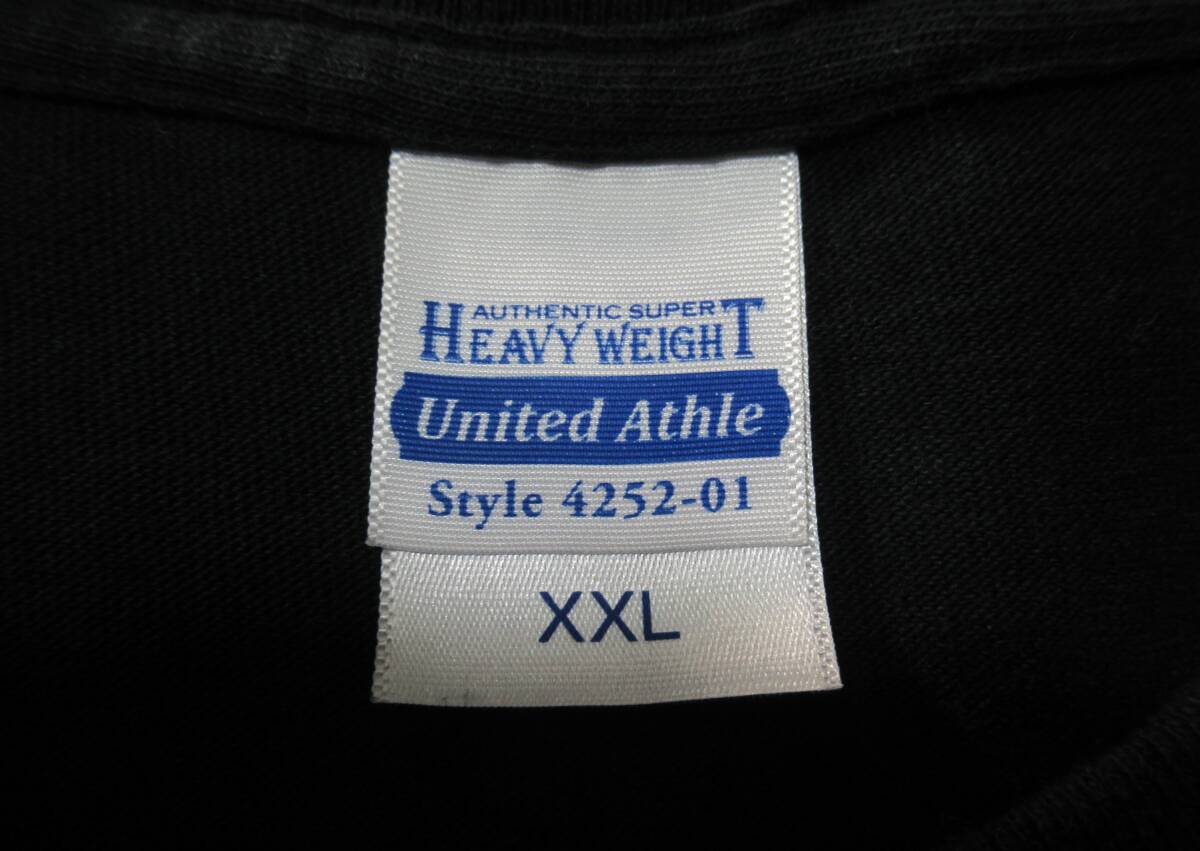 AUTHENTIC SUPER
HEAVY WEIGHT
United Athle
Style 4252-01
XXL